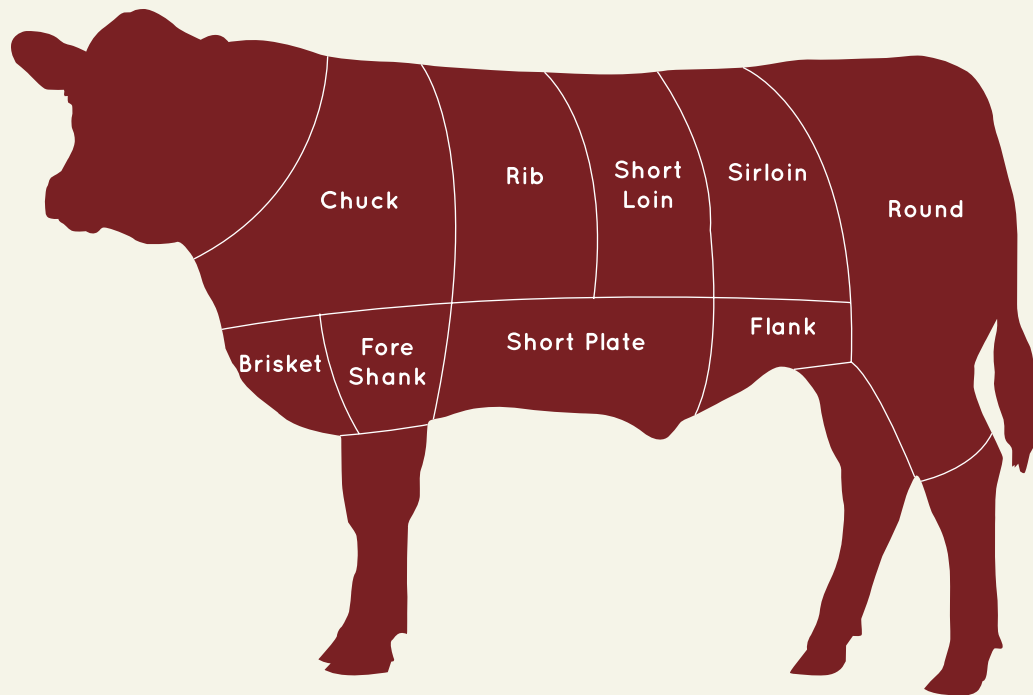 Chuck
Rib
Short
Loin
Sirloin
Round
Brisket
Fore
Shank
Short Plate
Flank